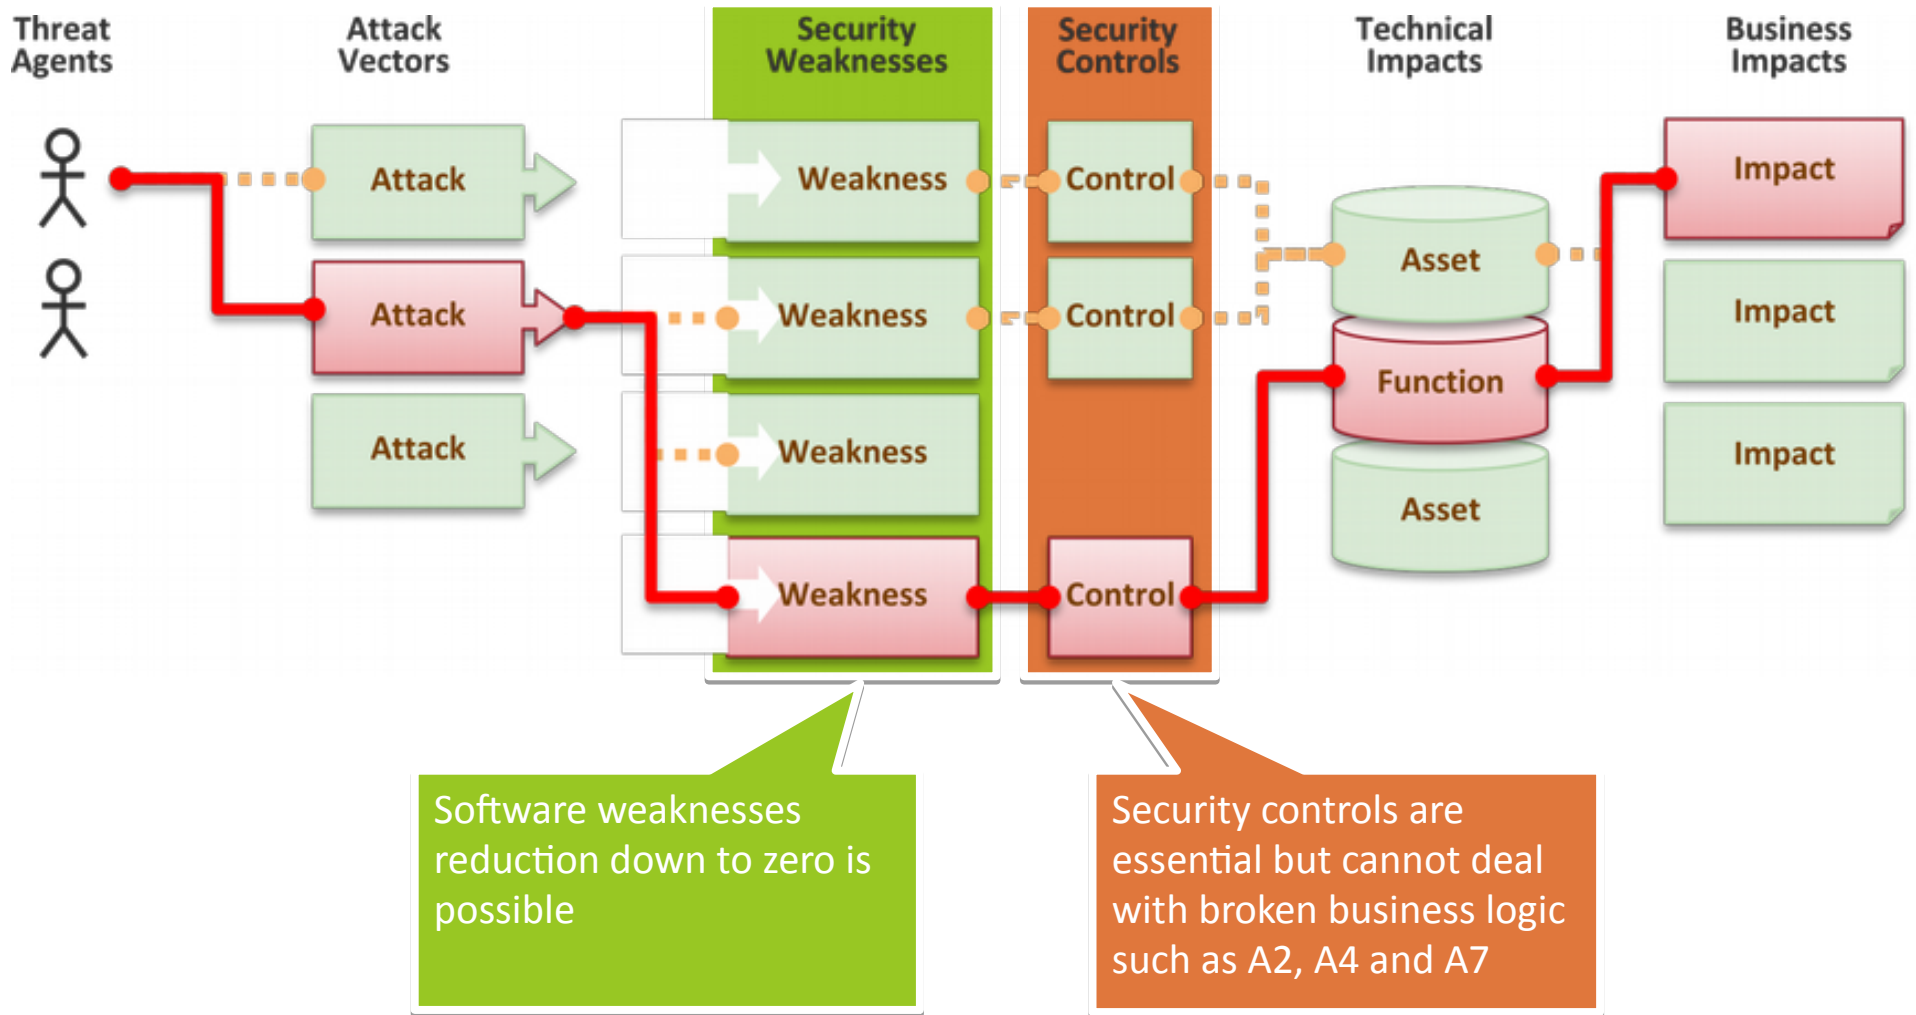 Threat
Agents
Attack
Vectors
Security
Weaknesses
Security
Controls
Technical
Impacts
Business
Impacts
Attack
Weakness
Control
Impact
Asset
Attack
Weakness
Control
Impact
Function
Attack
Weakness
Impact
Asset
Weakness
Control
Software weaknesses
reduction down to zero is
possible
Security controls are
essential but cannot deal
with broken business logic
such as A2, A4 and A7